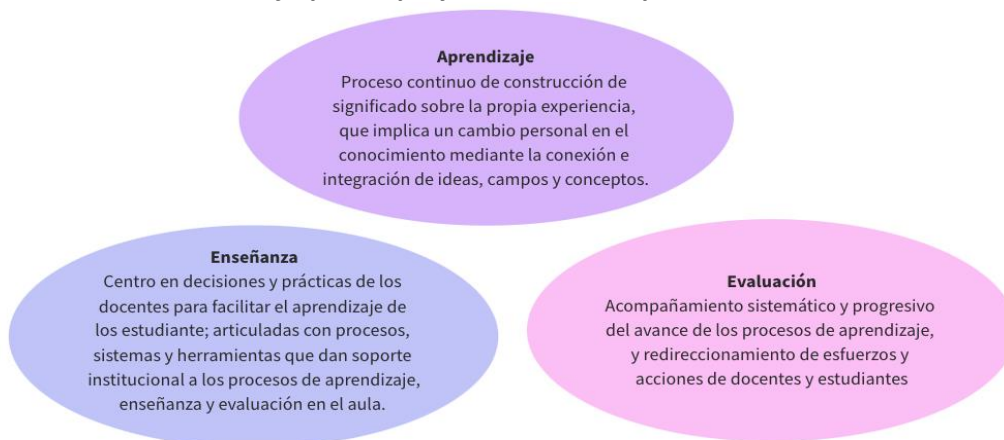 Aprendizaje
Proceso continuo de construcción de
significado sobre la propia experiencia,
que implica un cambio personal en el
conocimiento mediante la conexión e
integración de ideas, campos y conceptos.
Enseñanza
Centro en decisiones y prácticas de los
docentes para facilitar el aprendizaje de
los estudiante; articuladas con procesos,
sistemas y herramientas que dan soporte
institucional a los procesos de aprendizaje,
enseñanza y evaluación en el aula.
Evaluación
Acompañamiento sistemático y progresivo
del avance de los procesos de aprendizaje,
y redireccionamiento de esfuerzos y
acciones de docentes y estudiantes